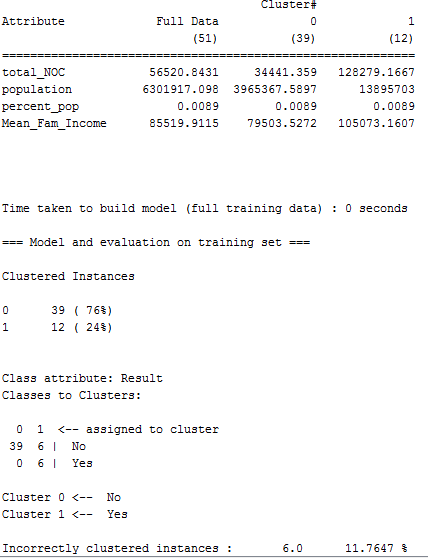 Cluster#
Attribute Full Data 0 1
(51) (39) (12)
==============================================================
total_NOC 56520.8431 34441.359 128279.1667
population 6301917.098 3965367.5897 13895703
percent_pop 0.0089 0.0089 0.0089
Mean_Fam_Income 85519.9115 79503.5272 105073.1607
Time taken to build model (full training data) : 0 seconds
=== Model and evaluation on training set ===
Clustered Instances
0 39 ( 76%)
1 12 ( 24%)
Class attribute: Result
Classes to Clusters:
0 1 <-- assigned to cluster
39 6 | No
0 6 | Yes
Cluster 0 <-- No
Cluster 1 <-- Yes
Incorrectly clustered instances : 6.0 11.7647 %